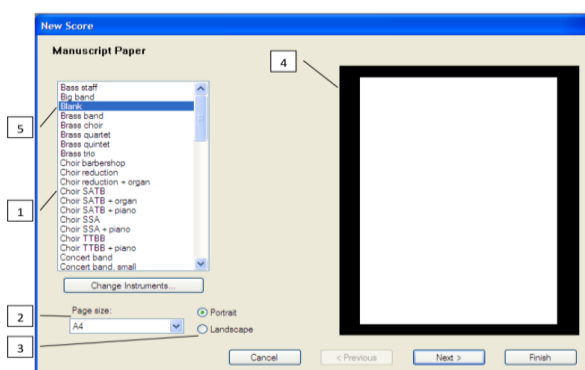 New Score
Manuscript Paper
4
Bass staff
Big band
Blank
Brass band
Brass choir
Brass quartet
Brass quintet
Brass trio
Choir barbershop
Choir reduction
Choir reduction + organ
Choir SATB
Choir SATB + organ
Choir SATB + piano
Choir SSA
Choir SSA + piano
Choir TTBB
Choir TTBB + piano
Concert band
Concert band, small
5
1
Change Instruments...
2
Page size:
A4
Portrait
Landscape
3
Cancel
< Previous
Next >
Finish